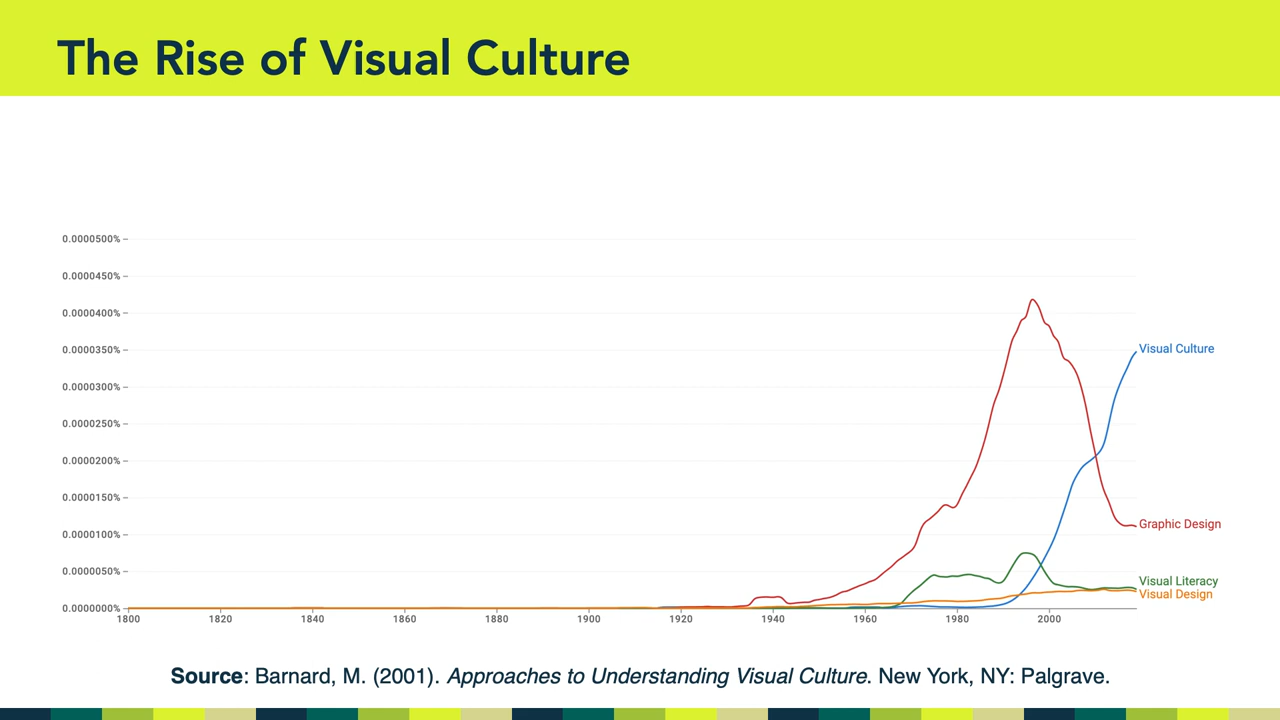 The Rise of Visual Culture
0.0000500%
0.0000450%
0.0000400%
0.0000350%
Visual Culture
0.0000300%
0.0000250%
0.0000200%
0.0000150%
0.0000100%
Graphic Design
0.0000050%
Visual Literacy
Visual Design
0.0000000%
1800 1820 1840 1860 1880 1900 1920 1940 1960 1980 2000
Source: Barnard, M. (2001). Approaches to Understanding Visual Culture. New York, NY: Palgrave.